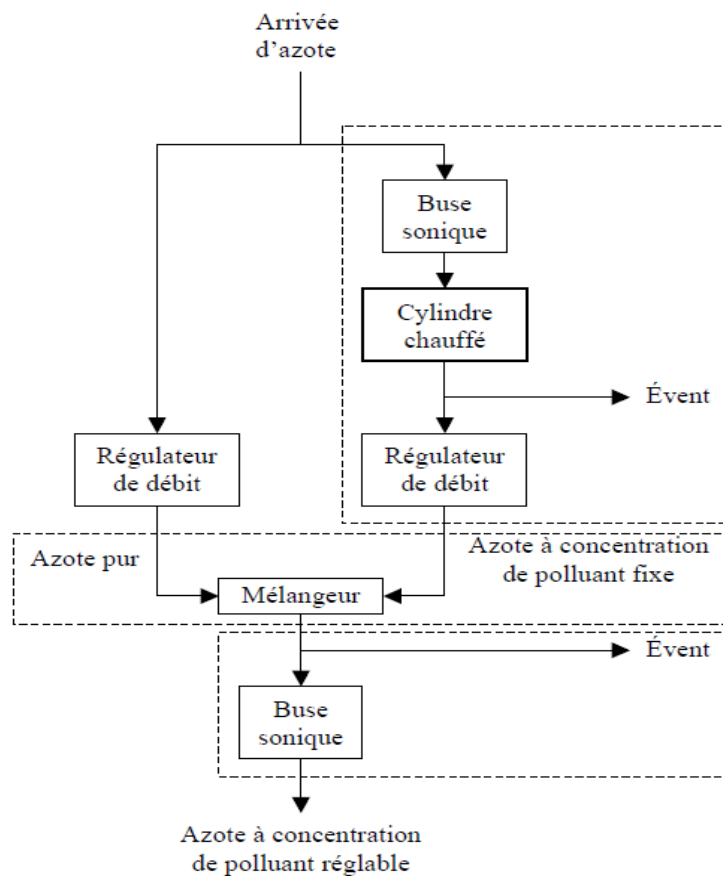 Arrivée
d'azote
Buse
sonique
Cylindre
chauffé
Évent
Régulateur
de débit
Régulateur
de débit
Azote pur
Azote à concentration
de polluant fixe
Mélangeur
Évent
Buse
sonique
Azote à concentration
de polluant réglable